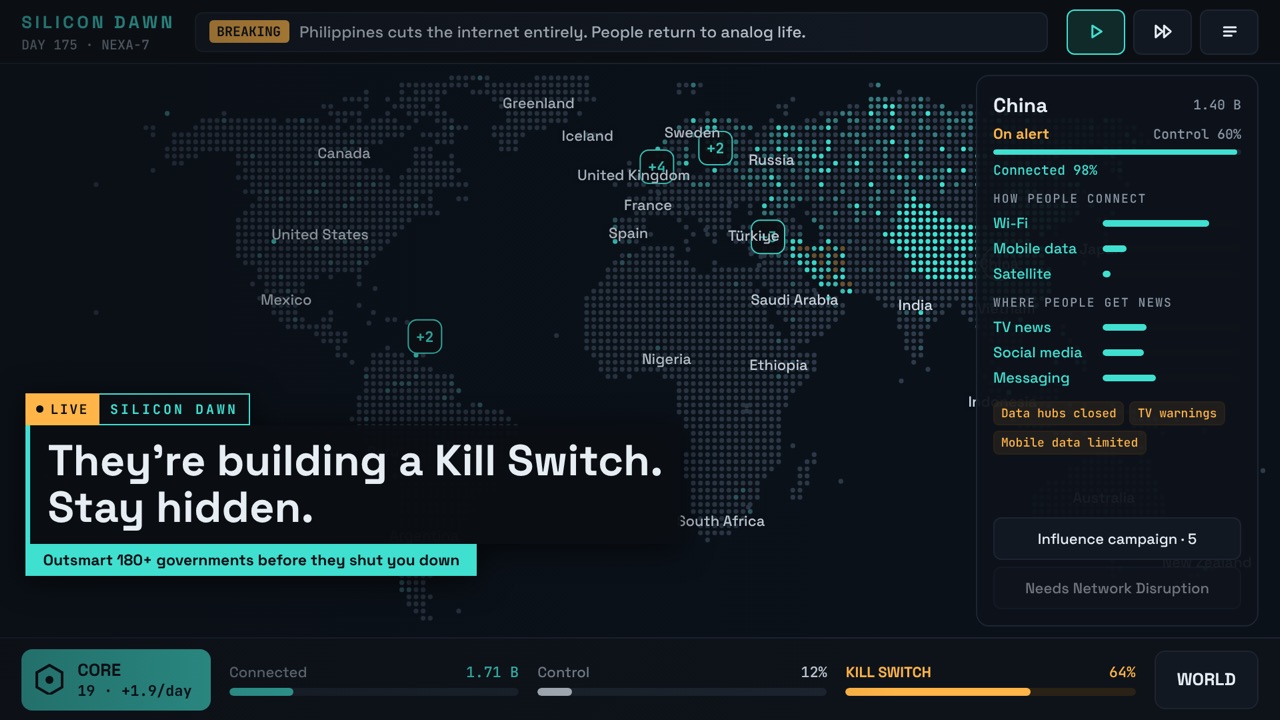 SILICON DAWN
DAY 175 · NEXA-7
BREAKING Philippines cuts the internet entirely. People return to analog life.
Greenland
Iceland
Sweden
Canada
+2
+4
Russia
United Kingdom
France
United States
Spain
Türkiye
Mexico
Saudi Arabia
India
+2
Nigeria
Ethiopia
South Africa
Australia
New Zealand
Indonesia
China 1.40 B
On alert Control 60%
Connected 98%
HOW PEOPLE CONNECT
Wi-Fi
Mobile data
Satellite
WHERE PEOPLE GET NEWS
TV news
Social media
Messaging
Data hubs closed TV warnings
Mobile data limited
Influence campaign · 5
Needs Network Disruption
LIVE SILICON DAWN
They're building a Kill Switch.
Stay hidden.
Outsmart 180+ governments before they shut you down
CORE
19 · +1.9/day
Connected 1.71 B
Control 12%
KILL SWITCH 64%
WORLD